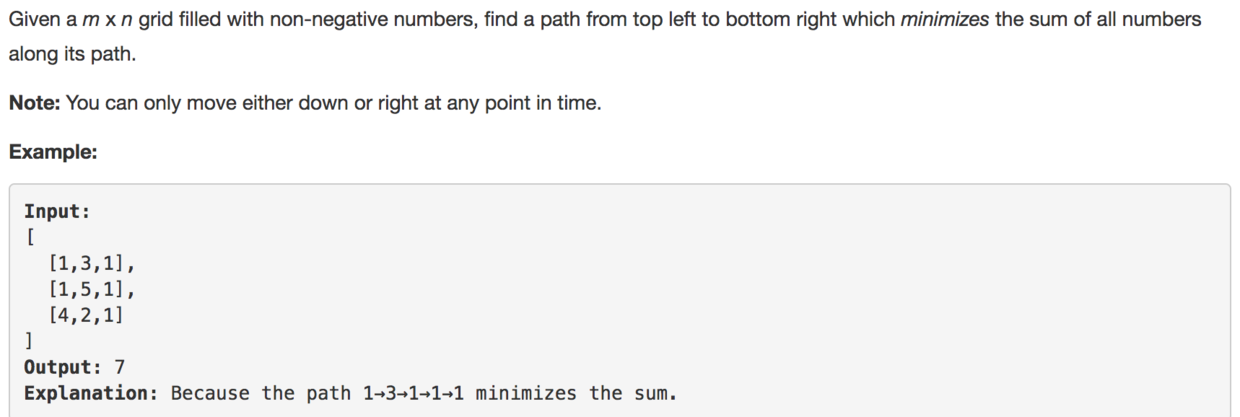 Given a m x n grid filled with non-negative numbers, find a path from top left to bottom right which minimizes the sum of all numbers
along its path.
Note: You can only move either down or right at any point in time.
Example:
Input:
[
  [1,3,1],
  [1,5,1],
  [4,2,1]
]
Output: 7
Explanation: Because the path 1→3→1→1→1 minimizes the sum.